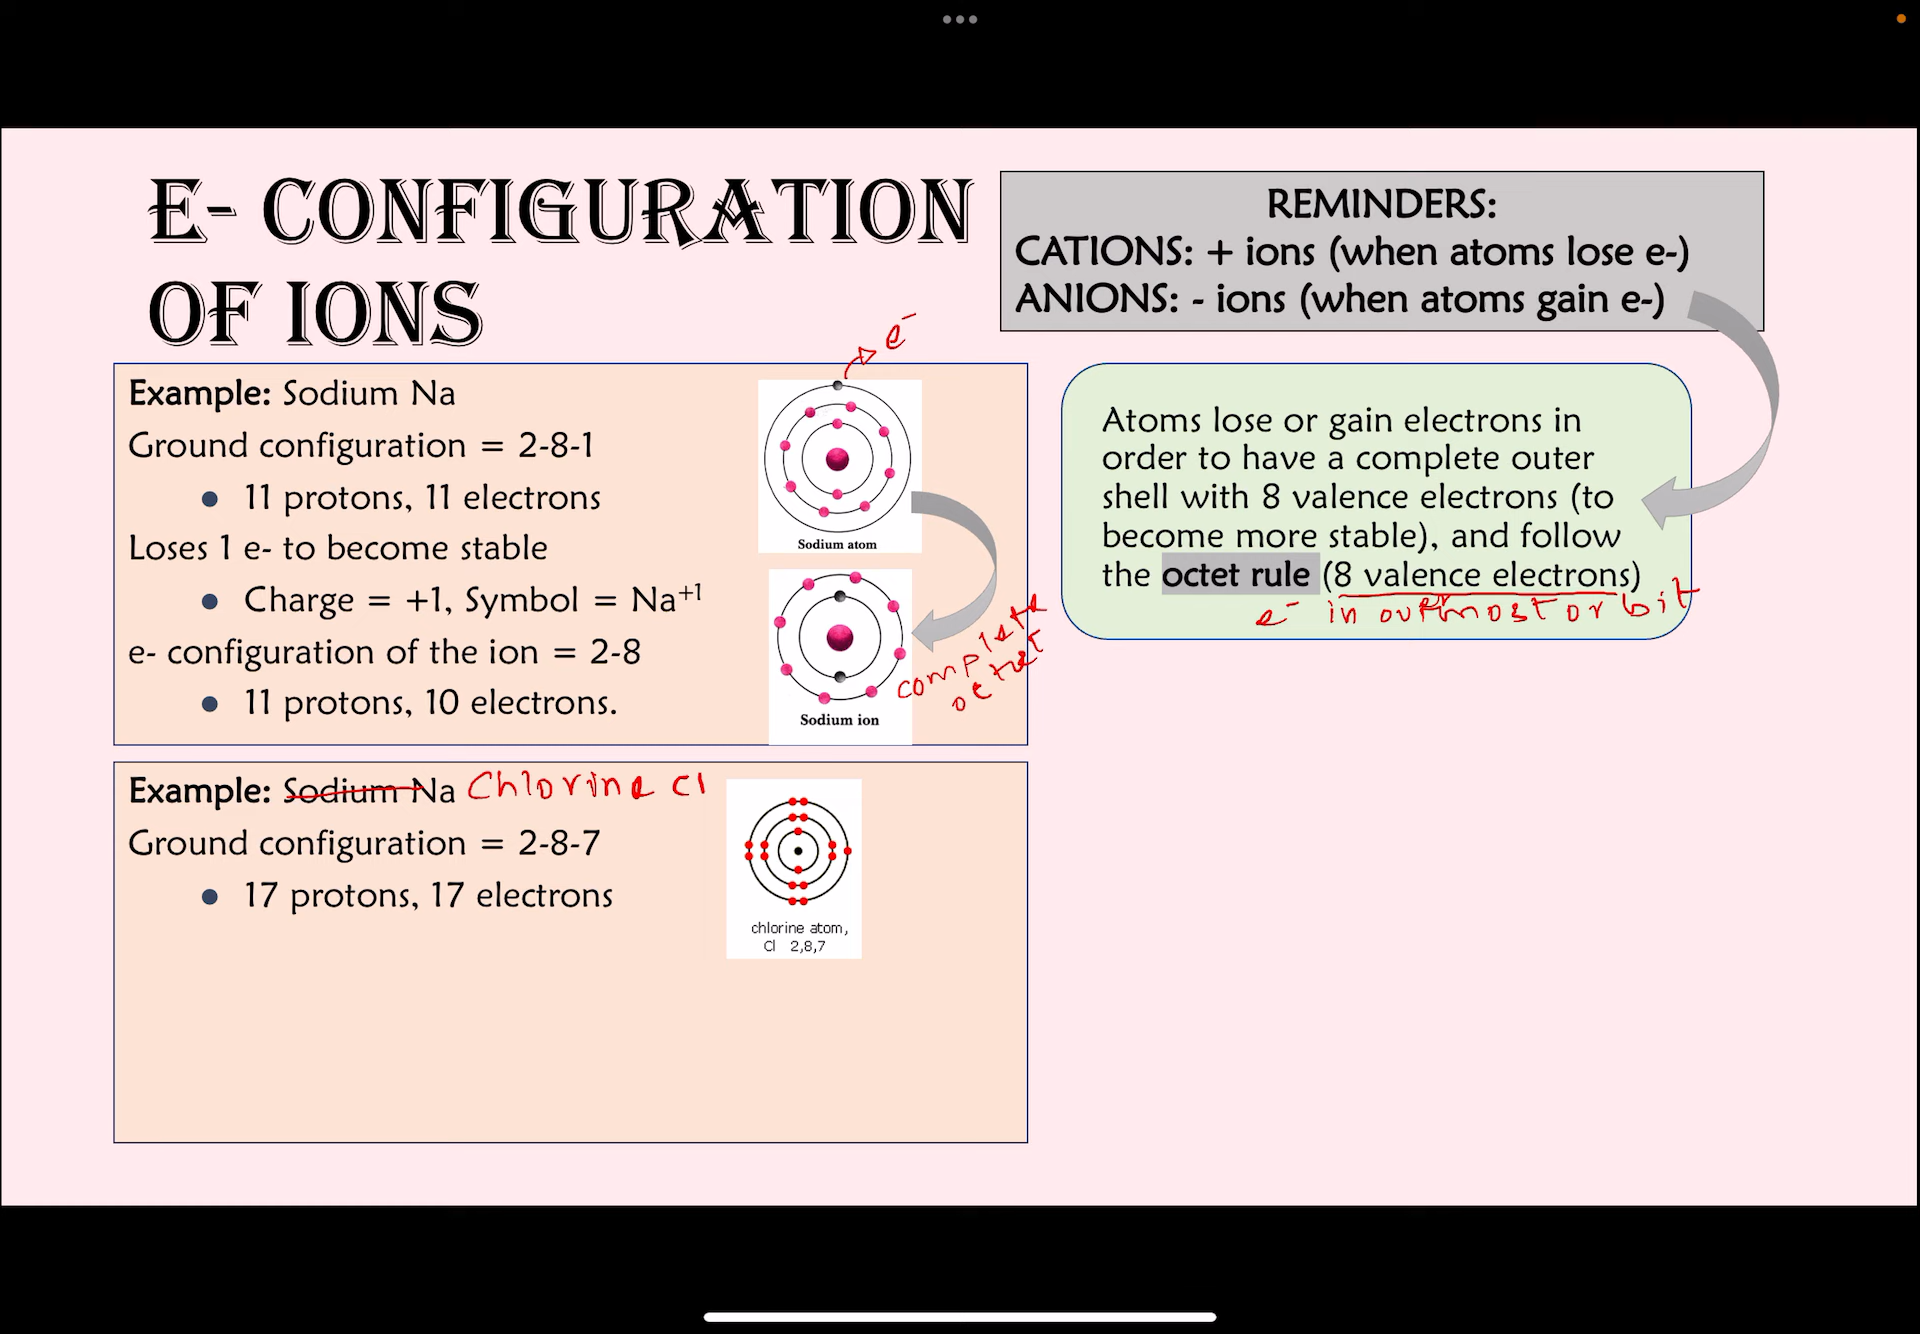 E- CONFIGURATION
OF IONS
REMINDERS:
CATIONS: + ions (when atoms lose e-)
ANIONS: - ions (when atoms gain e-)
Example: Sodium Na
Ground configuration = 2-8-1
● 11 protons, 11 electrons
Loses 1 e- to become stable
● Charge = +1, Symbol = Na⁺¹
e- configuration of the ion = 2-8
● 11 protons, 10 electrons.
e⁻
Sodium atom
Sodium ion
complete
octet
Atoms lose or gain electrons in
order to have a complete outer
shell with 8 valence electrons (to
become more stable), and follow
the octet rule (8 valence electrons)
e⁻ in outermost orbit
Example: Sodium Na Chlorine Cl
Ground configuration = 2-8-7
● 17 protons, 17 electrons
chlorine atom,
Cl 2,8,7